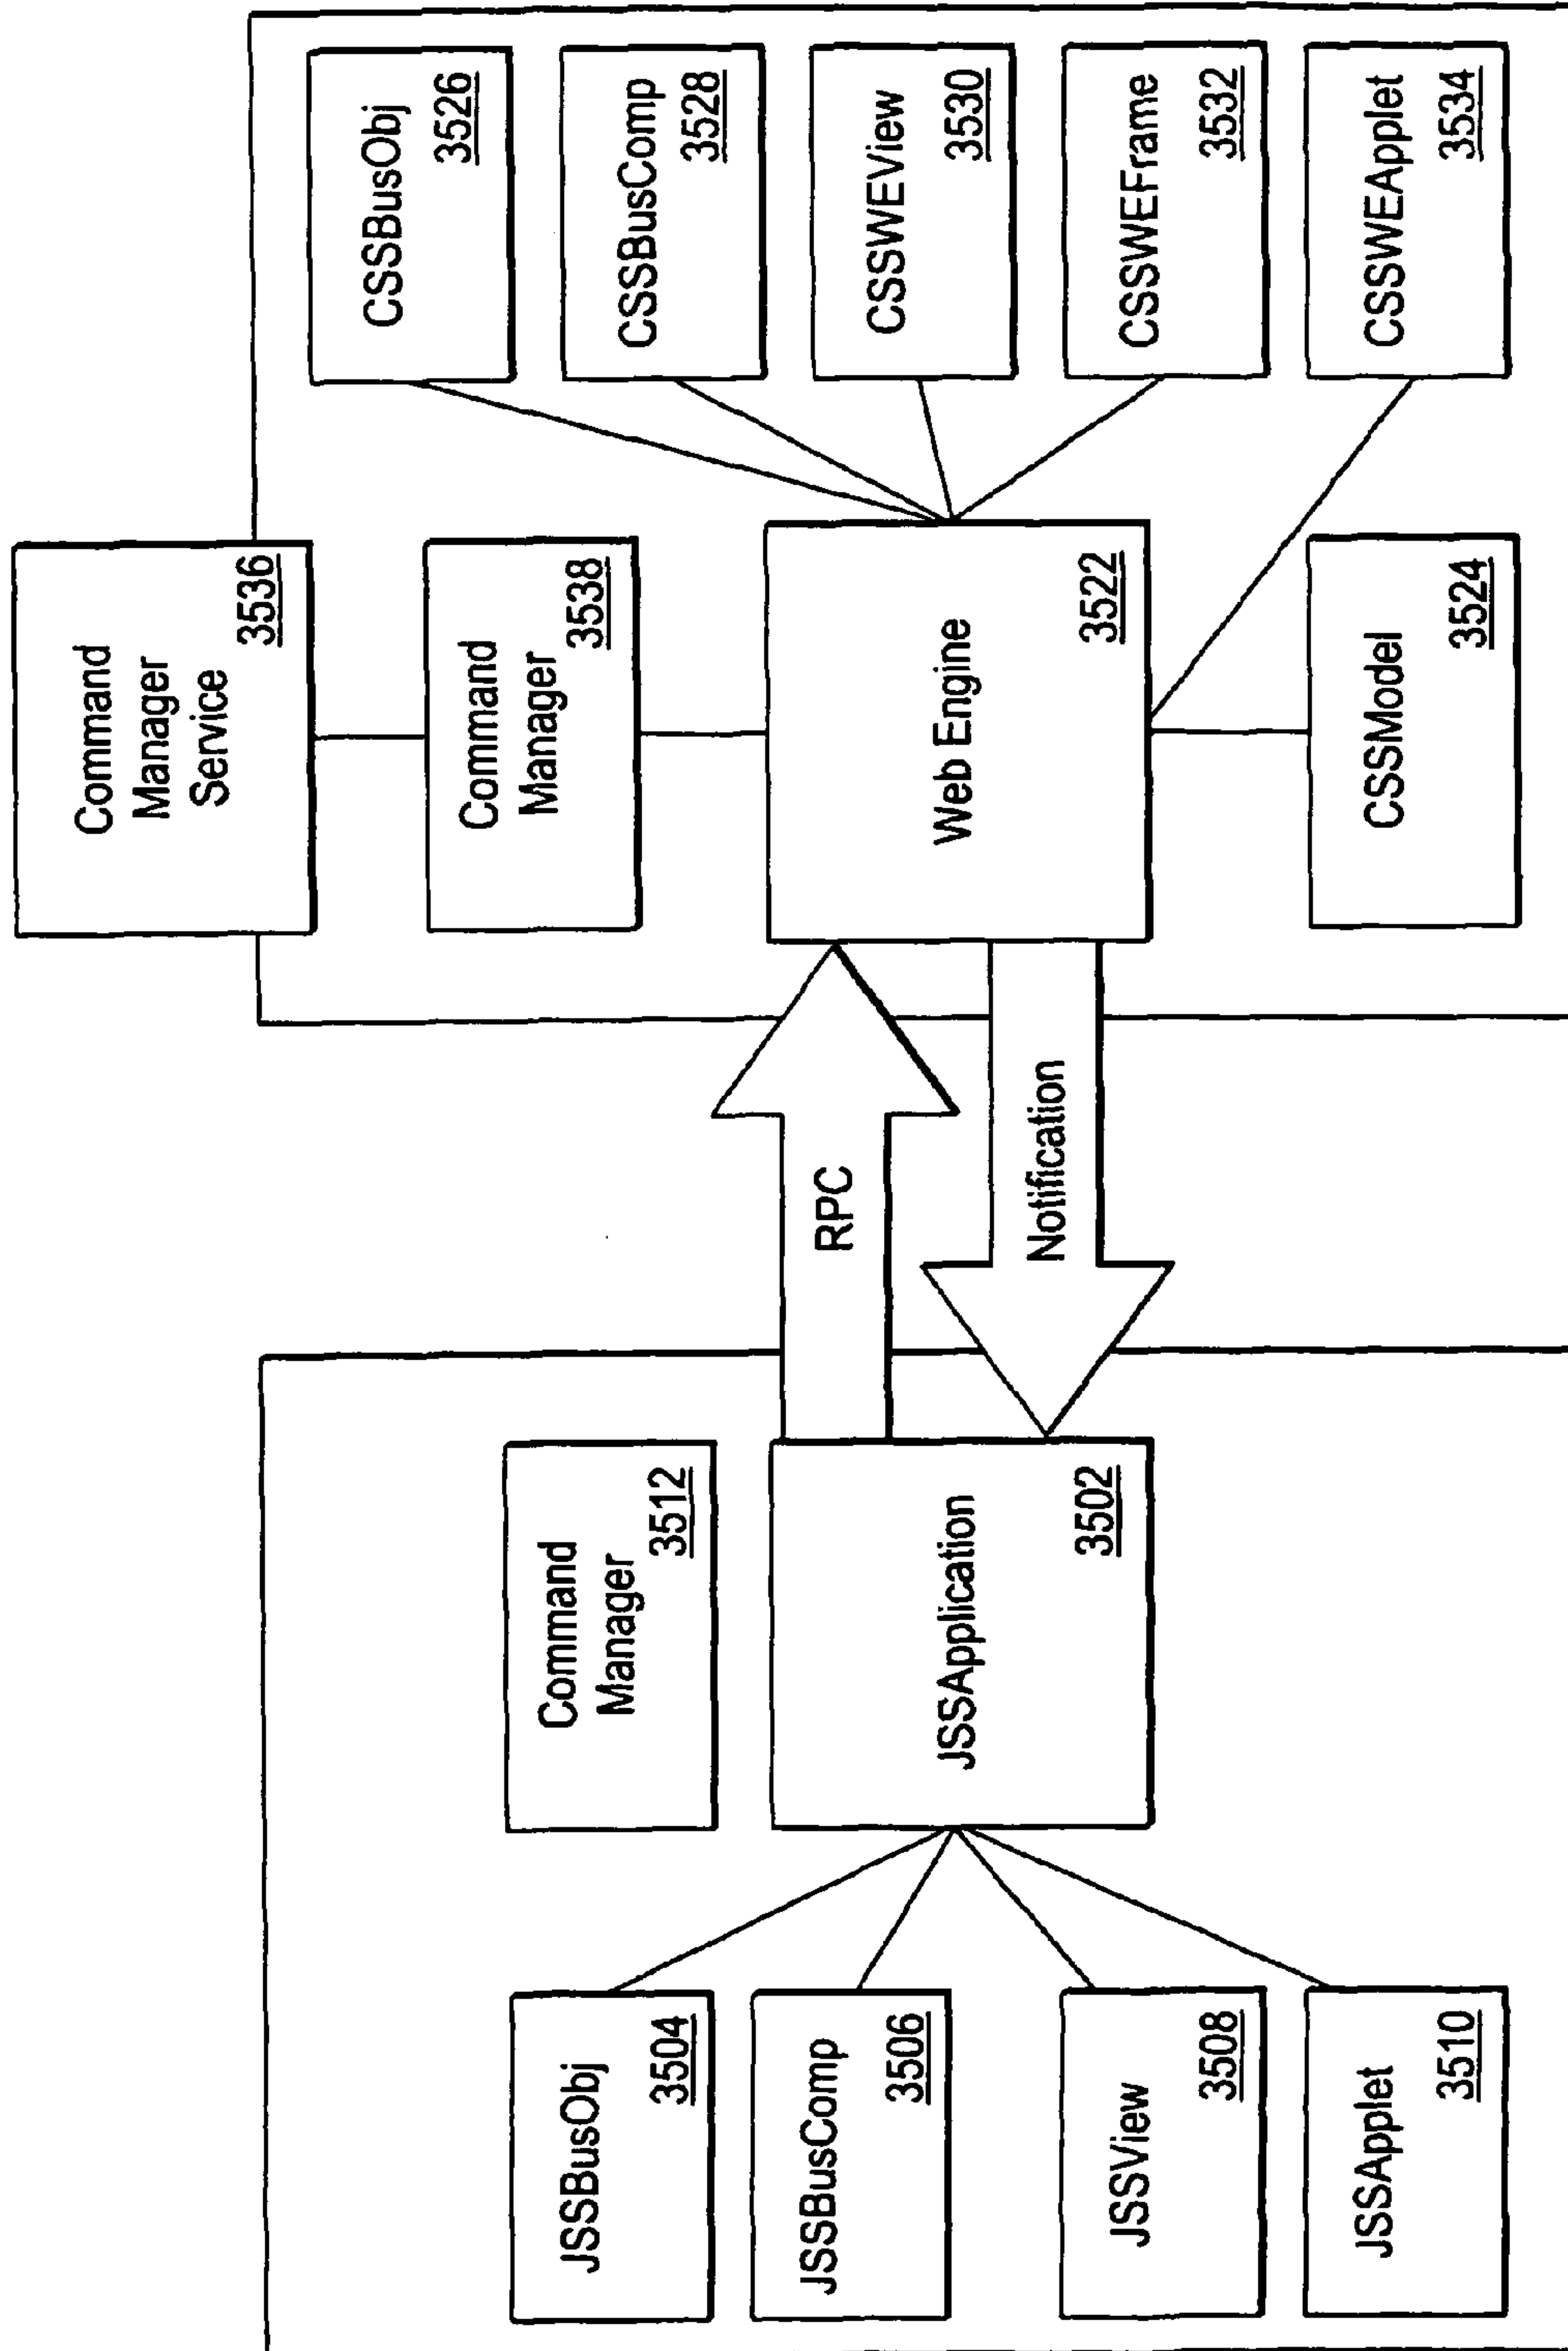 Command
Manager
Service
3536
Command
Manager
3538
Command
Manager
3512
JSSBusObj
3504
JSSBusComp
3506
JSSView
3508
JSSApplet
3510
JSSApplication
3502
RPC
Notification
Web Engine
3522
CSSModel
3524
CSSBusObj
3526
CSSBusComp
3528
CSSWEView
3530
CSSWEFrame
3532
CSSWEApplet
3534